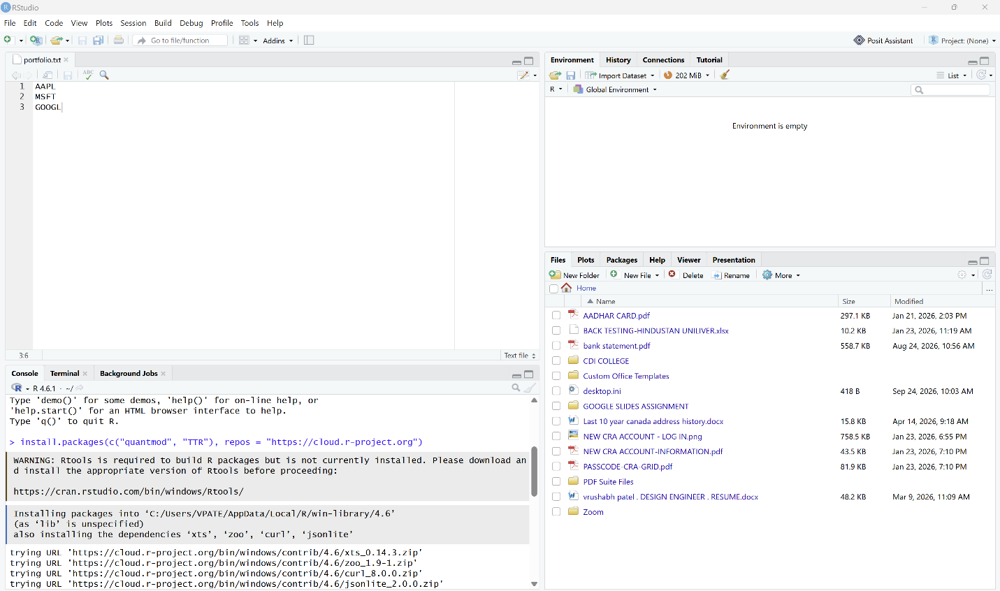 RStudio
File Edit Code View Plots Session Build Debug Profile Tools Help
Go to file/function Addins Posit Assistant Project: (None)
portfolio.txt
ABC
1 AAPL
2 MSFT
3 GOOGL
3:6 Text file
Console Terminal Background Jobs
R 4.6.1 · ~/
Type 'demo()' for some demos, 'help()' for on-line help, or
'help.start()' for an HTML browser interface to help.
Type 'q()' to quit R.
> install.packages(c("quantmod", "TTR"), repos = "https://cloud.r-project.org")
WARNING: Rtools is required to build R packages but is not currently installed. Please download an
d install the appropriate version of Rtools before proceeding:
https://cran.rstudio.com/bin/windows/Rtools/
Installing packages into ‘C:/Users/VPATE/AppData/Local/R/win-library/4.6’
(as ‘lib’ is unspecified)
also installing the dependencies ‘xts’, ‘zoo’, ‘curl’, ‘jsonlite’
trying URL 'https://cloud.r-project.org/bin/windows/contrib/4.6/xts_0.14.3.zip'
trying URL 'https://cloud.r-project.org/bin/windows/contrib/4.6/zoo_1.9-1.zip'
trying URL 'https://cloud.r-project.org/bin/windows/contrib/4.6/curl_8.0.0.zip'
trying URL 'https://cloud.r-project.org/bin/windows/contrib/4.6/jsonlite_2.0.0.zip'
Environment History Connections Tutorial
Import Dataset 202 MiB List
R Global Environment
Environment is empty
Files Plots Packages Help Viewer Presentation
New Folder New File Delete Rename More
Home ...
Name Size Modified
AADHAR CARD.pdf 297.1 KB Jan 21, 2026, 2:03 PM
BACK TESTING-HINDUSTAN UNILIVER.xlsx 10.2 KB Jan 23, 2026, 11:19 AM
bank statement.pdf 558.7 KB Aug 24, 2026, 10:56 AM
CDI COLLEGE
Custom Office Templates
desktop.ini 418 B Sep 24, 2026, 10:03 AM
GOOGLE SLIDES ASSIGNMENT
Last 10 year canada address history.docx 15.8 KB Apr 14, 2026, 9:18 AM
NEW CRA ACCOUNT - LOG IN.png 758.5 KB Jan 23, 2026, 6:55 PM
NEW CRA ACCOUNT-INFORMATION.pdf 43.5 KB Jan 23, 2026, 7:10 PM
PASSCODE-CRA-GRID.pdf 81.9 KB Jan 23, 2026, 7:10 PM
PDF Suite Files
vrushabh patel . DESIGN ENGINEER . RESUME.docx 48.2 KB Mar 9, 2026, 11:09 AM
Zoom